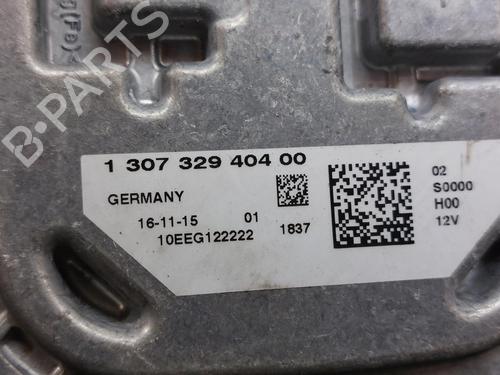 B-PARTS
1 307 329 404 00
GERMANY
16-11-15 01
10EEG122222 1837
02
S0000
H00
12V